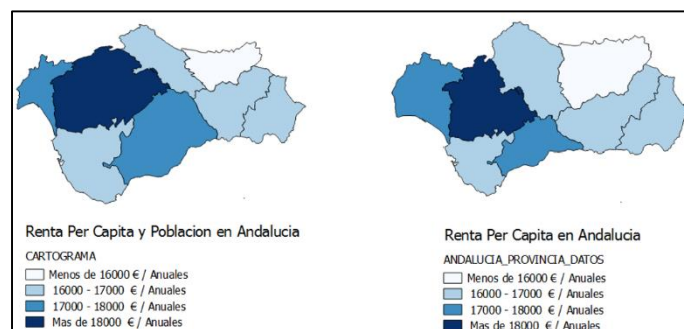 Renta Per Capita y Poblacion en Andalucia
CARTOGRAMA
Menos de 16000 € / Anuales
16000 - 17000 € / Anuales
17000 - 18000 € / Anuales
Mas de 18000 € / Anuales
Renta Per Capita en Andalucia
ANDALUCIA_PROVINCIA_DATOS
Menos de 16000 € / Anuales
16000 - 17000 € / Anuales
17000 - 18000 € / Anuales
Mas de 18000 € / Anuales